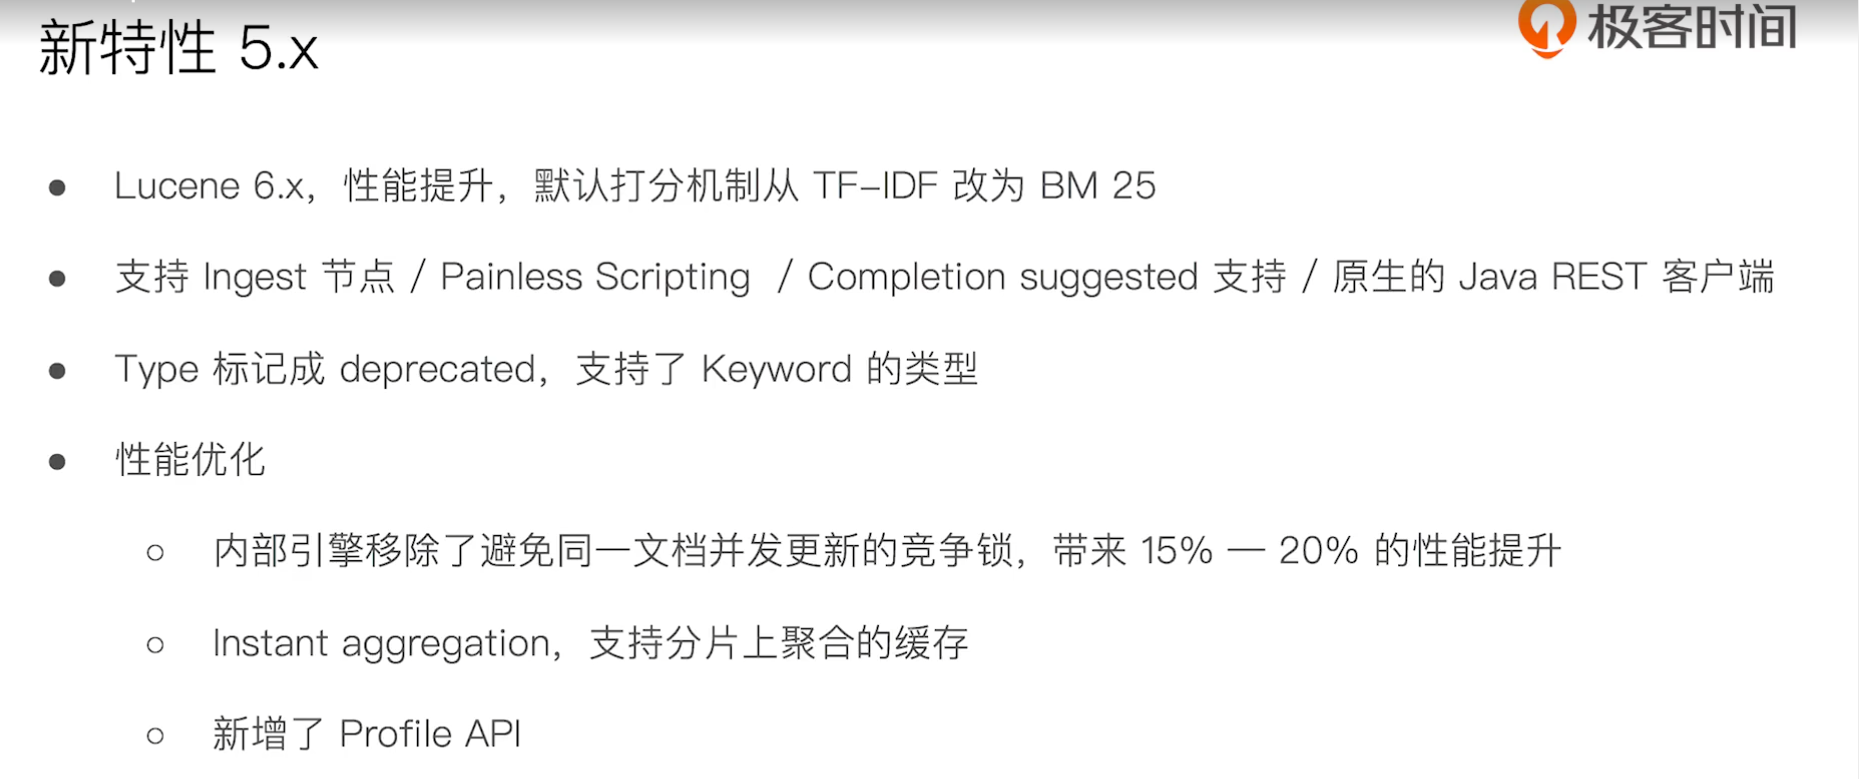 新特性 5.x
极客时间
Lucene 6.x，性能提升，默认打分机制从 TF-IDF 改为 BM 25
支持 Ingest 节点 / Painless Scripting / Completion suggested 支持 / 原生的 Java REST 客户端
Type 标记成 deprecated，支持了 Keyword 的类型
性能优化
内部引擎移除了避免同一文档并发更新的竞争锁，带来 15% — 20% 的性能提升
Instant aggregation，支持分片上聚合的缓存
新增了 Profile API